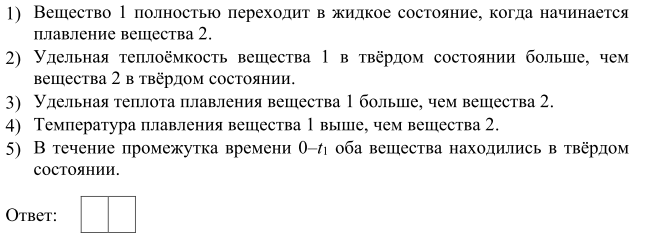 1) Вещество 1 полностью переходит в жидкое состояние, когда начинается
плавление вещества 2.
2) Удельная теплоёмкость вещества 1 в твёрдом состоянии больше, чем
вещества 2 в твёрдом состоянии.
3) Удельная теплота плавления вещества 1 больше, чем вещества 2.
4) Температура плавления вещества 1 выше, чем вещества 2.
5) В течение промежутка времени 0–t₁ оба вещества находились в твёрдом
состоянии.
Ответ: